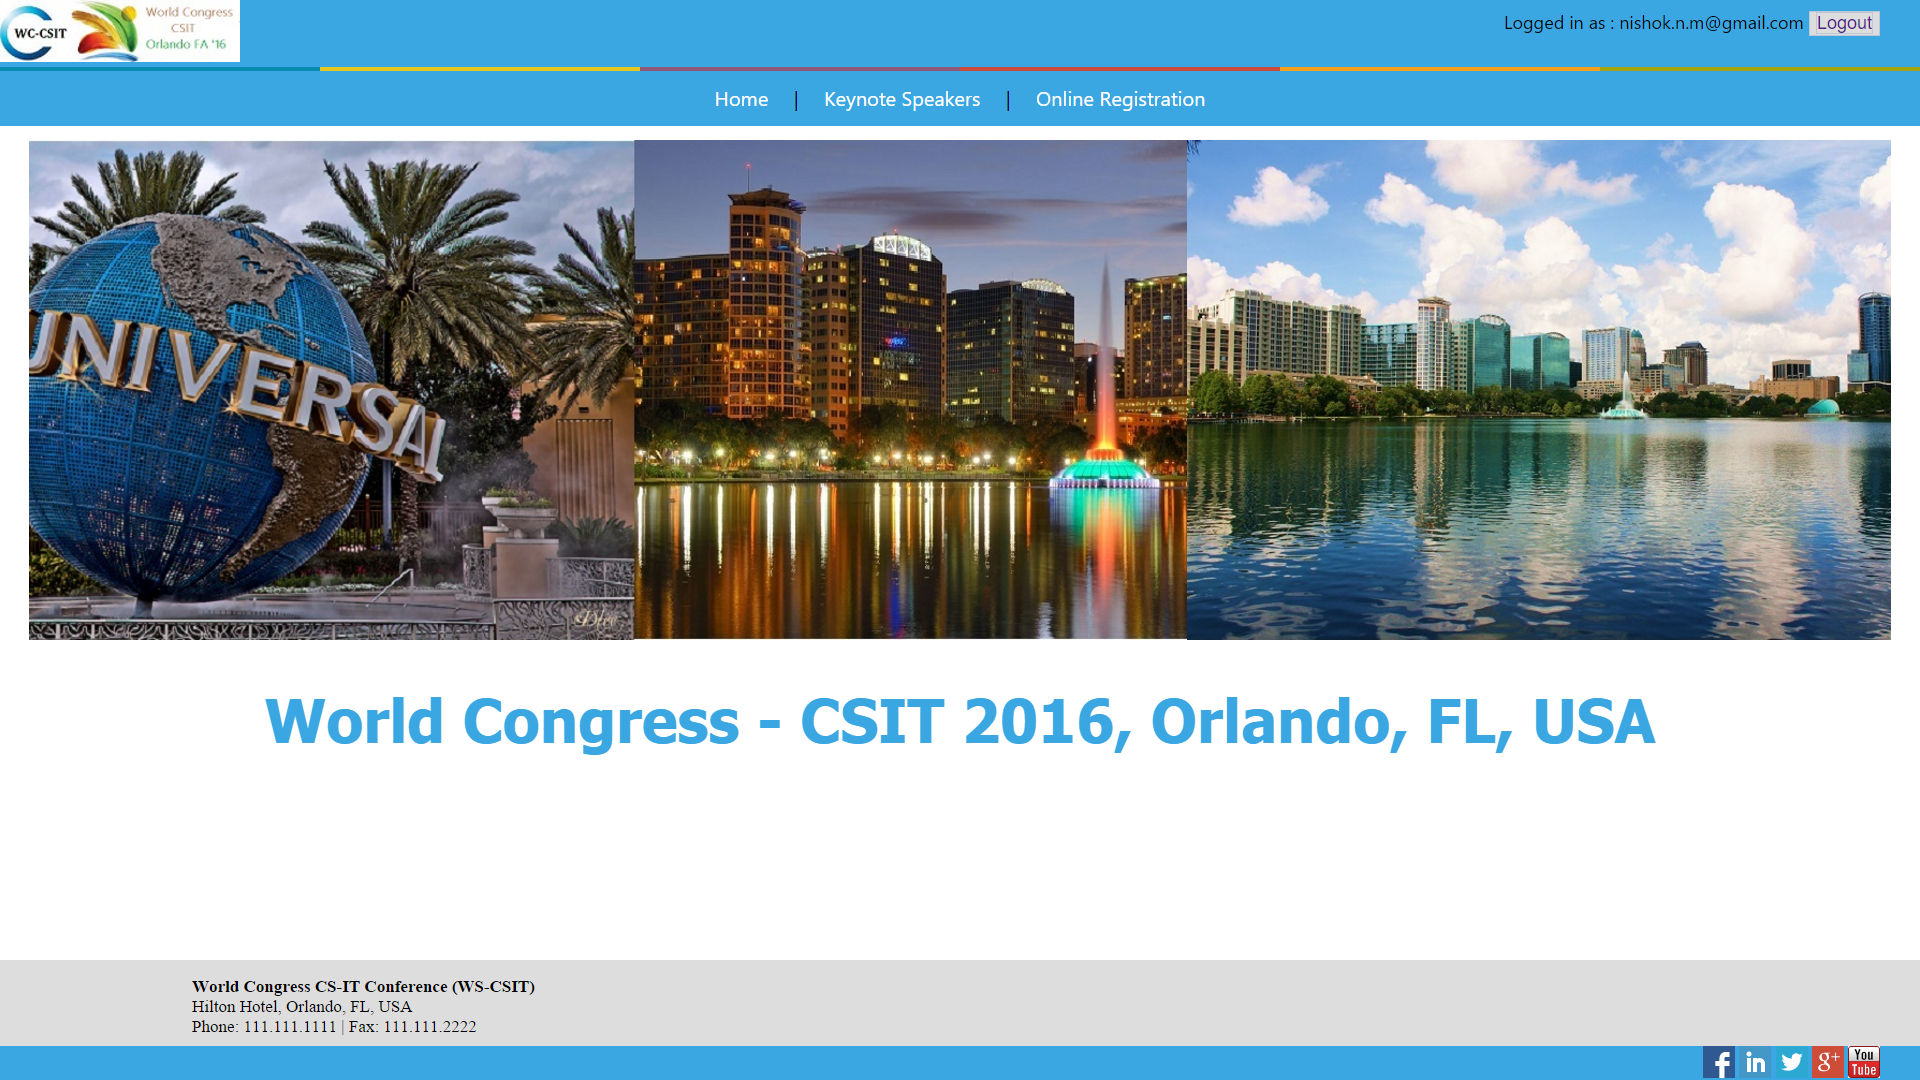 WC-CSIT
World Congress
CSIT
Orlando FA '16
Logged in as : nishok.n.m@gmail.com Logout
Home | Keynote Speakers | Online Registration
UNIVERSAL
World Congress - CSIT 2016, Orlando, FL, USA
World Congress CS-IT Conference (WS-CSIT)
Hilton Hotel, Orlando, FL, USA
Phone: 111.111.1111 | Fax: 111.111.2222
f in g+ You Tube